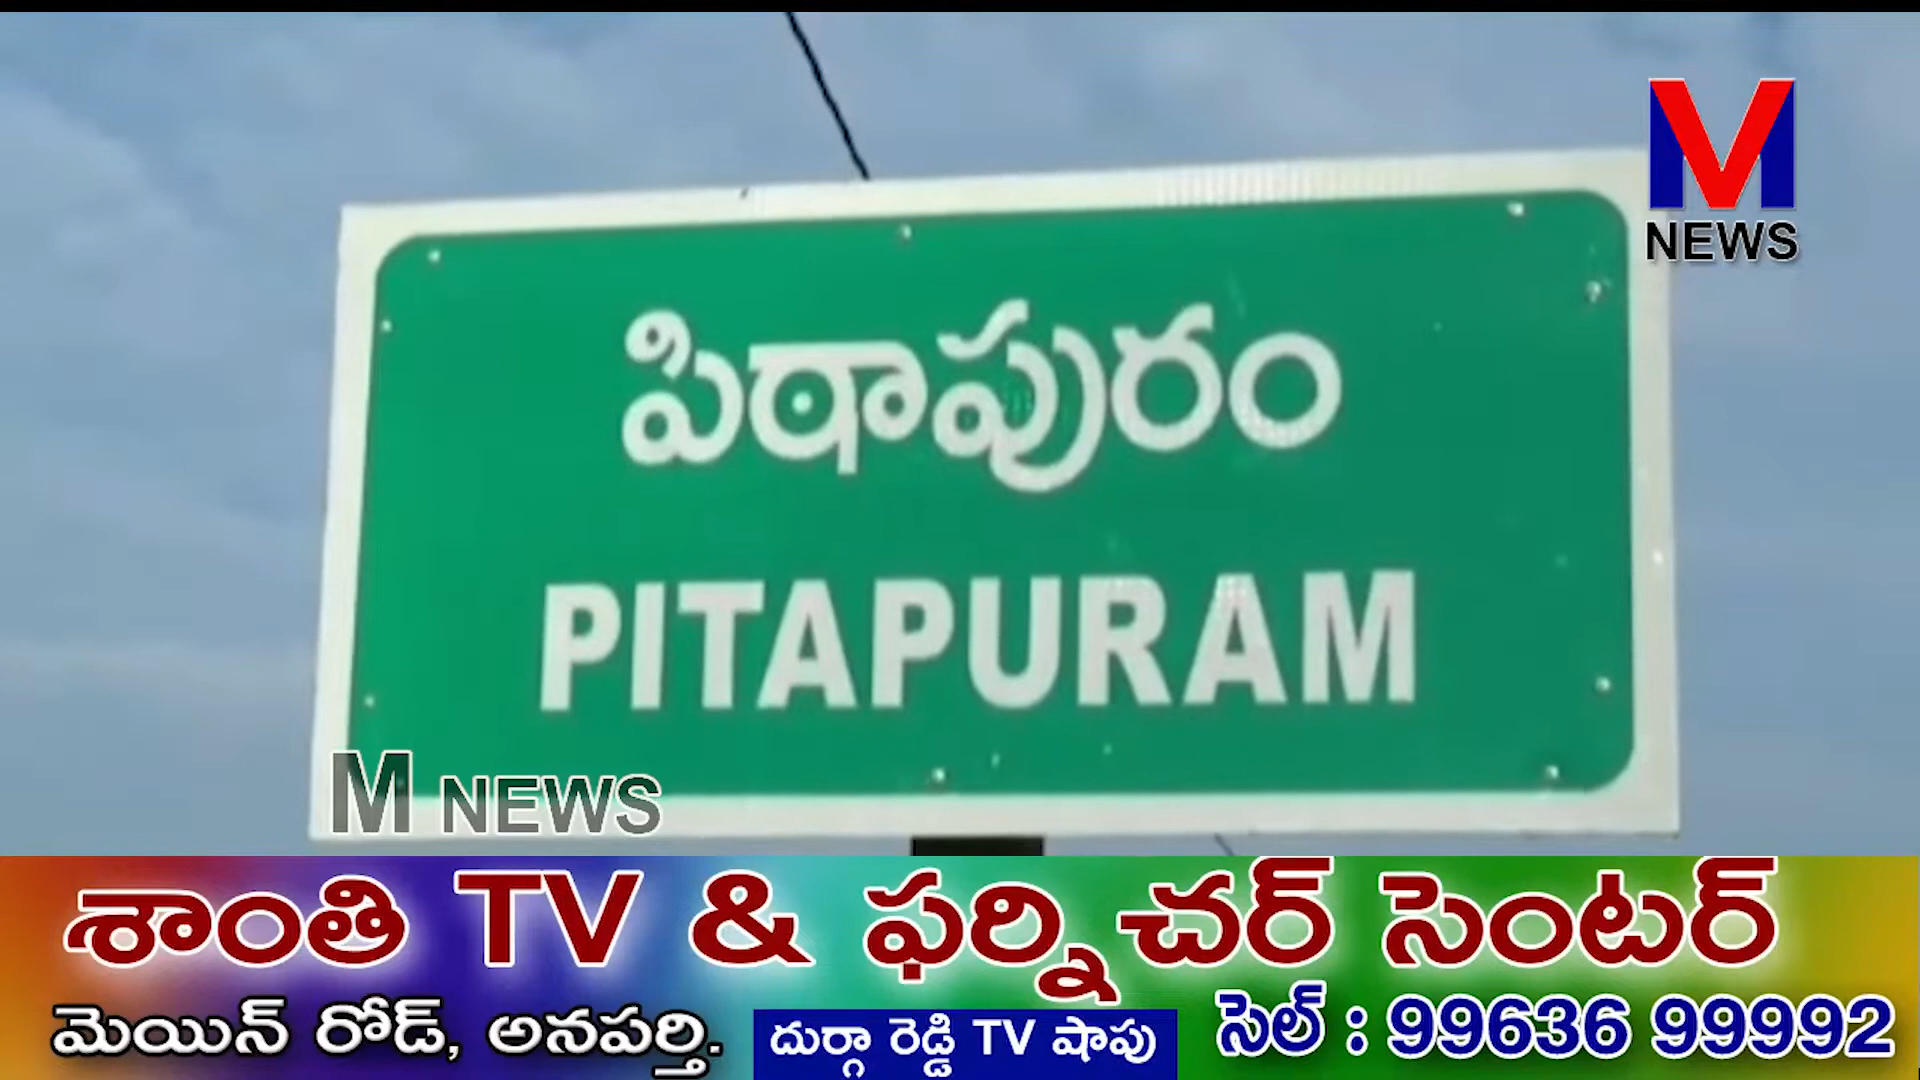 M
NEWS
పిఠాపురం
PITAPURAM
M NEWS
శాంతి TV & ఫర్నిచర్ సెంటర్
మెయిన్ రోడ్, అనపర్తి.
దుర్గా రెడ్డి TV షాపు
సెల్ : 99636 99992